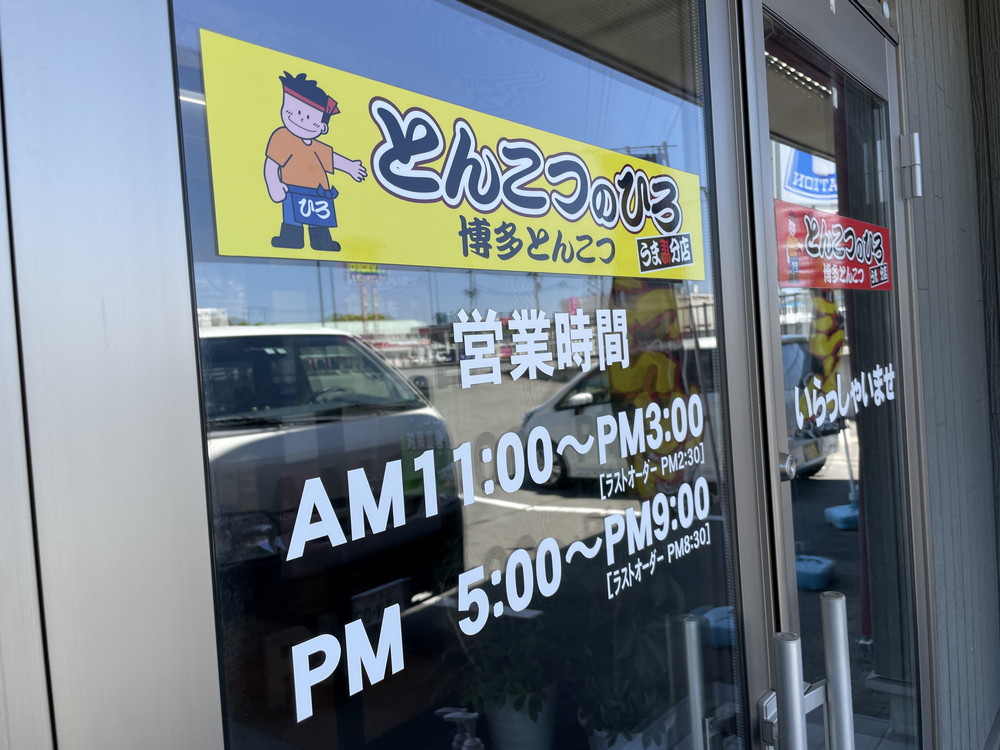 とんこつのひろ
博多とんこつ
ひろ
営業時間
AM11:00〜PM3:00
[ラストオーダー PM2:30]
PM 5:00〜PM9:00
[ラストオーダー PM8:30]
とんこつのひろ
博多とんこつ
いらっしゃいませ